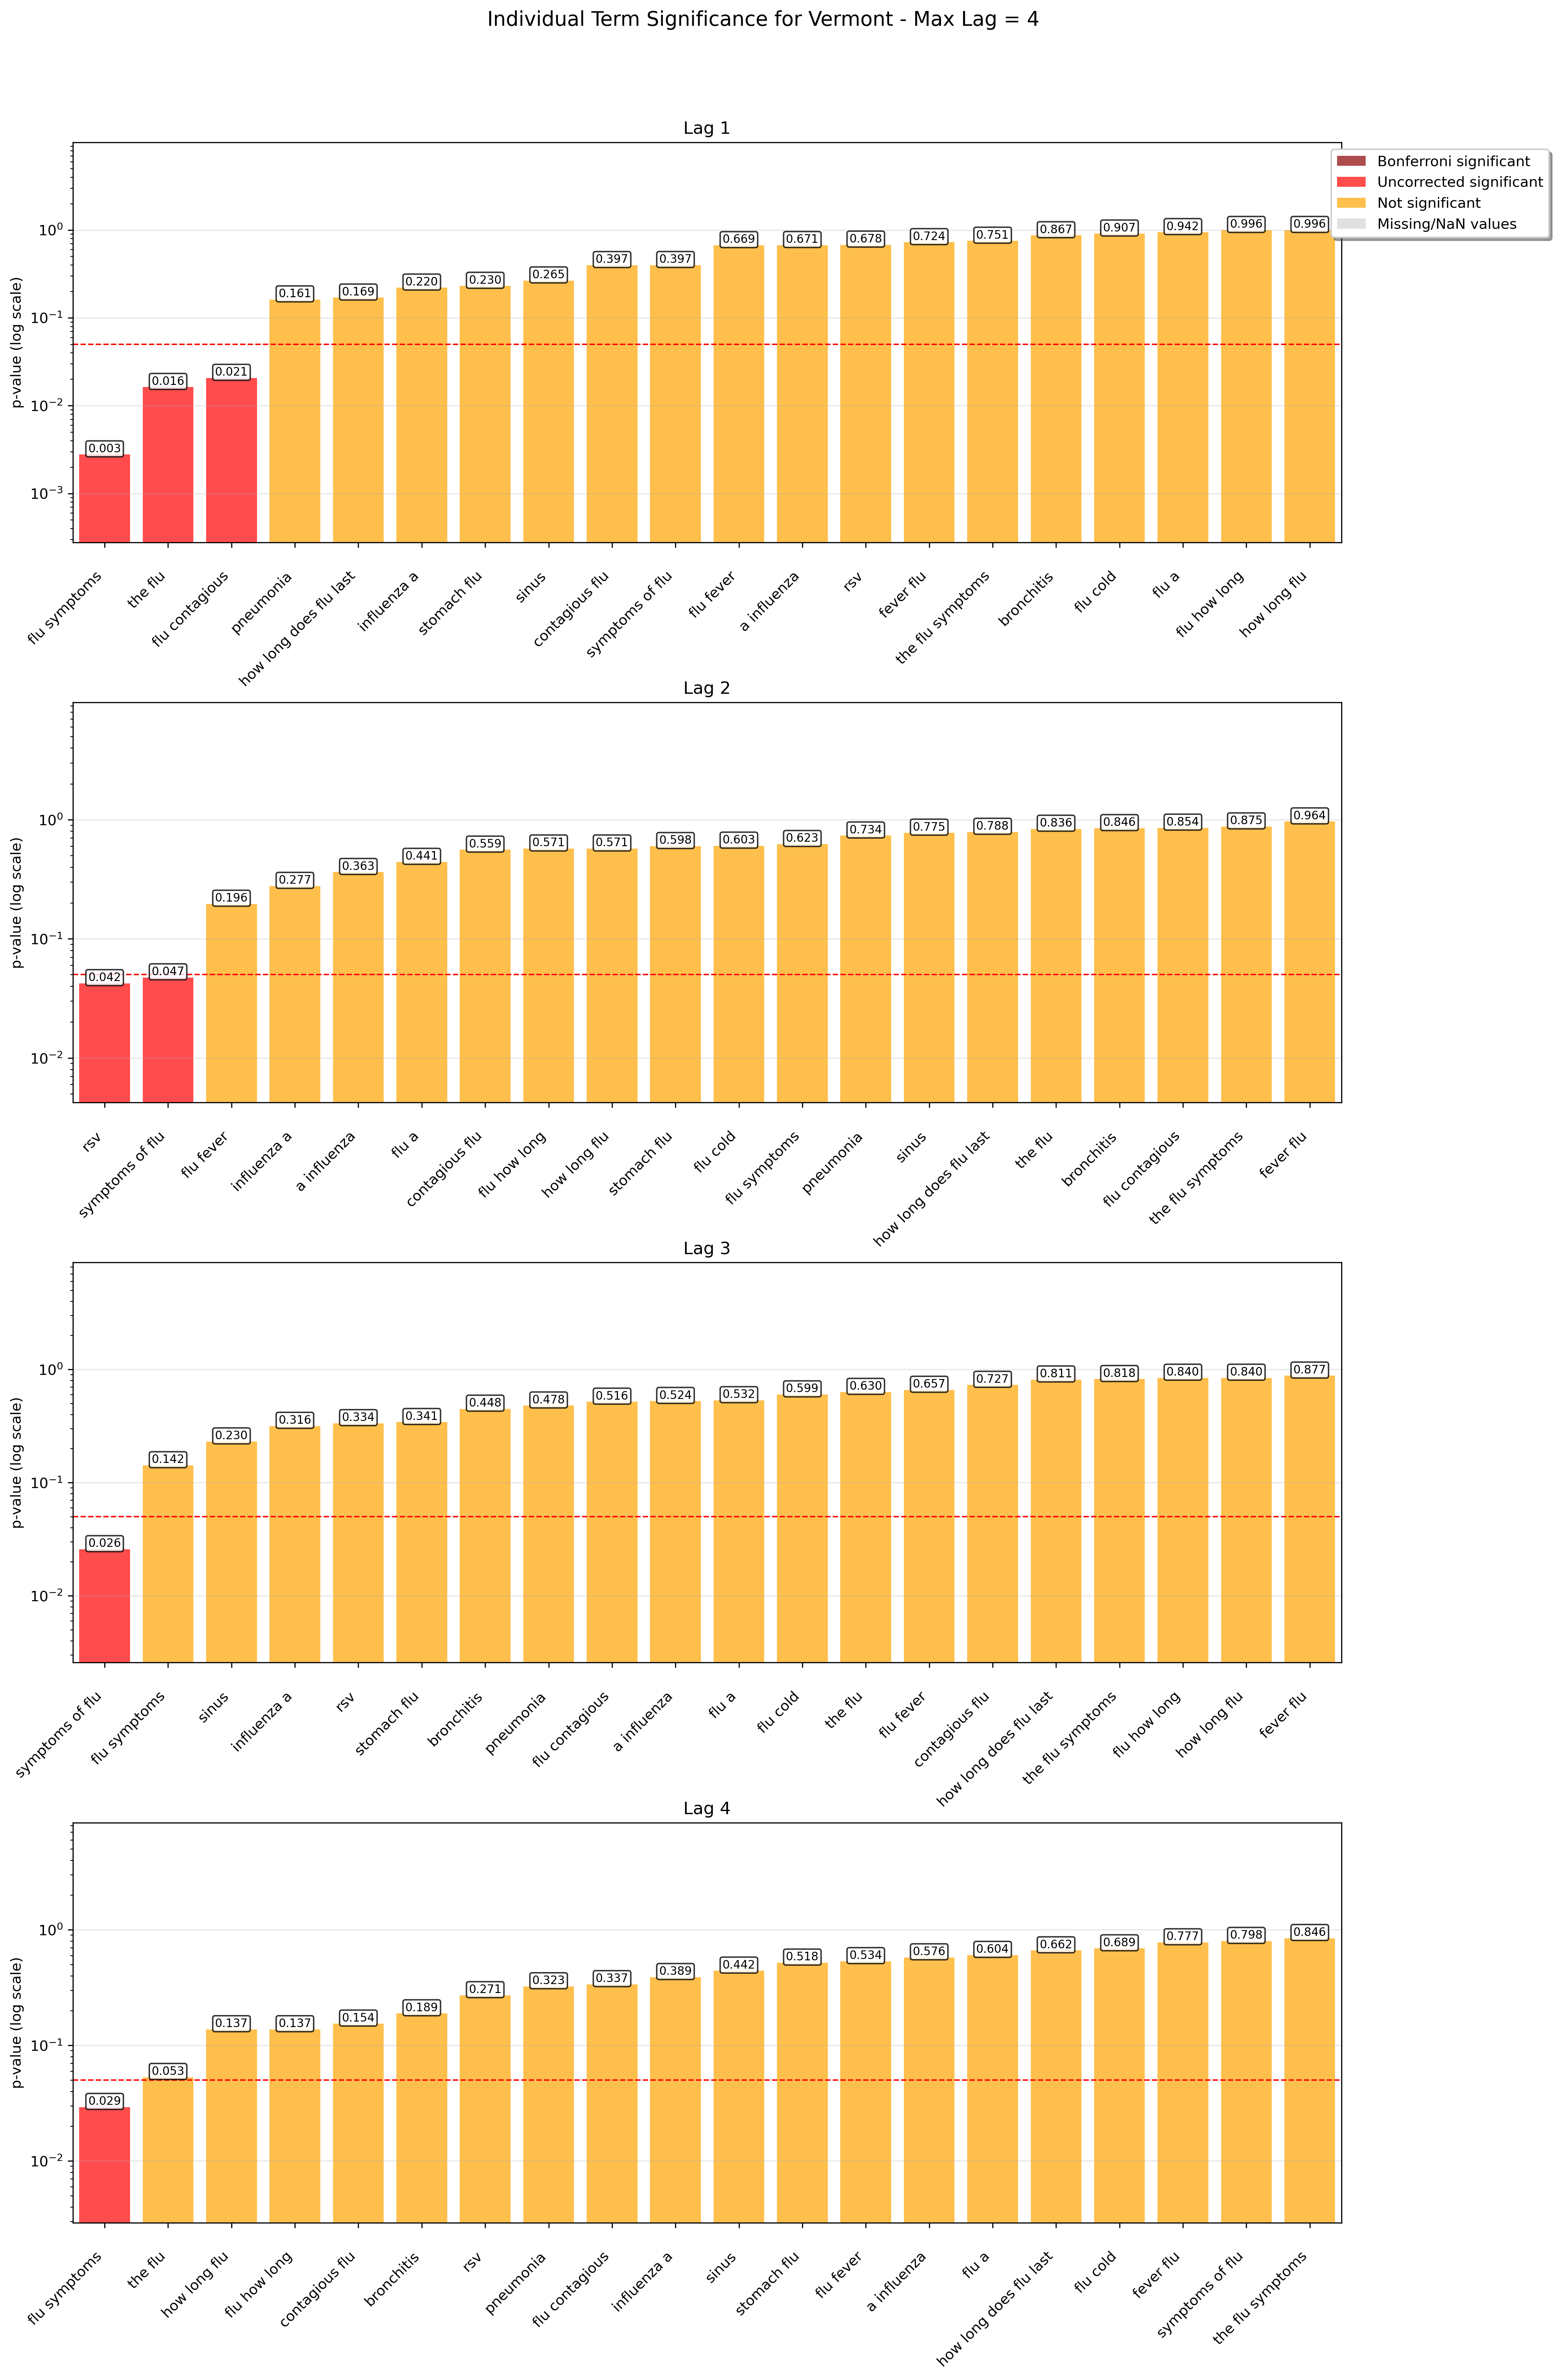 Individual Term Significance for Vermont - Max Lag = 4
Lag 1
Bonferroni significant
Uncorrected significant
Not significant
Missing/NaN values
p-value (log scale)
10⁰
10⁻¹
10⁻²
10⁻³
0.003
0.016
0.021
0.161
0.169
0.220
0.230
0.265
0.397
0.397
0.669
0.671
0.678
0.724
0.751
0.867
0.907
0.942
0.996
0.996
flu symptoms
the flu
flu contagious
pneumonia
how long does flu last
influenza a
stomach flu
sinus
contagious flu
symptoms of flu
flu fever
a influenza
rsv
fever flu
the flu symptoms
bronchitis
flu cold
flu a
flu how long
how long flu
Lag 2
p-value (log scale)
10⁰
10⁻¹
10⁻²
0.042
0.047
0.196
0.277
0.363
0.441
0.559
0.571
0.571
0.598
0.603
0.623
0.734
0.775
0.788
0.836
0.846
0.854
0.875
0.964
rsv
symptoms of flu
flu fever
influenza a
a influenza
flu a
contagious flu
flu how long
how long flu
stomach flu
flu cold
flu symptoms
pneumonia
sinus
how long does flu last
the flu
bronchitis
flu contagious
the flu symptoms
fever flu
Lag 3
p-value (log scale)
10⁰
10⁻¹
10⁻²
0.026
0.142
0.230
0.316
0.334
0.341
0.448
0.478
0.516
0.524
0.532
0.599
0.630
0.657
0.727
0.811
0.818
0.840
0.840
0.877
symptoms of flu
flu symptoms
sinus
influenza a
rsv
stomach flu
bronchitis
pneumonia
flu contagious
a influenza
flu a
flu cold
the flu
flu fever
contagious flu
how long does flu last
the flu symptoms
flu how long
how long flu
fever flu
Lag 4
p-value (log scale)
10⁰
10⁻¹
10⁻²
0.029
0.053
0.137
0.137
0.154
0.189
0.271
0.323
0.337
0.389
0.442
0.518
0.534
0.576
0.604
0.662
0.689
0.777
0.798
0.846
flu symptoms
the flu
how long flu
flu how long
contagious flu
bronchitis
rsv
pneumonia
flu contagious
influenza a
sinus
stomach flu
flu fever
a influenza
flu a
how long does flu last
flu cold
fever flu
symptoms of flu
the flu symptoms